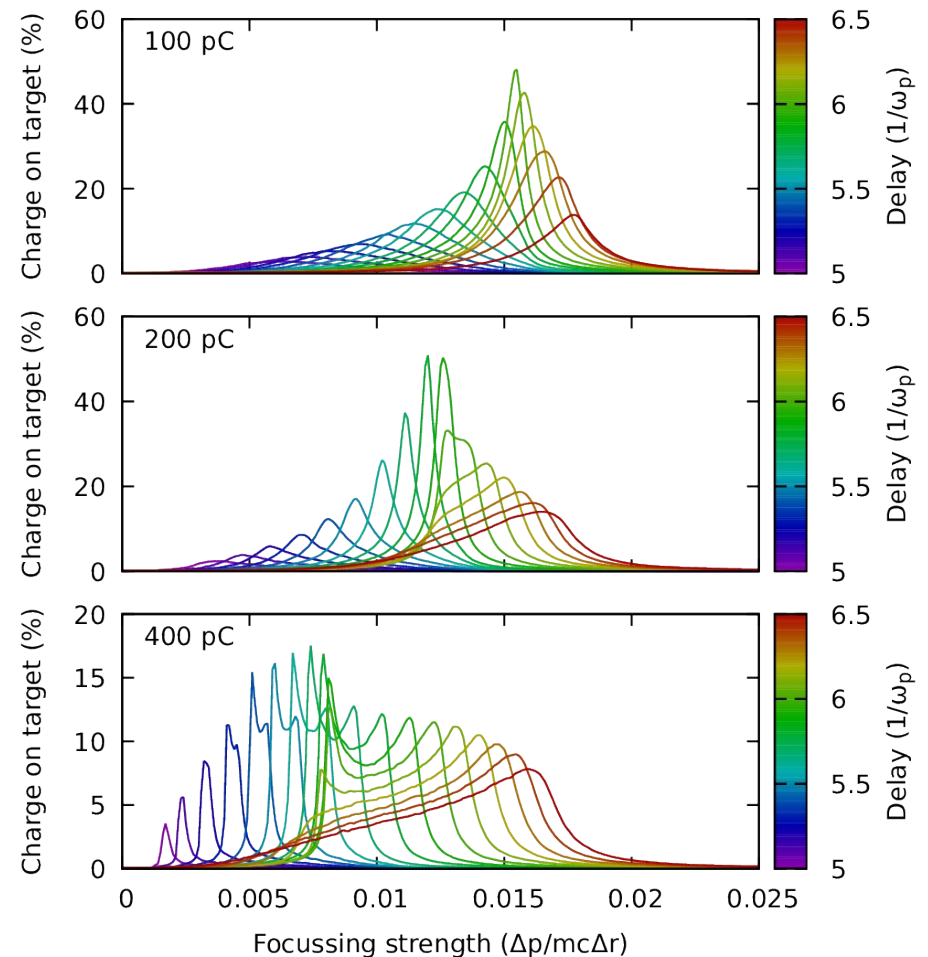 60
40
20
0
Charge on target (%)
100 pC
6.5
6
5.5
5
Delay (1/ωp)
60
40
20
0
Charge on target (%)
200 pC
6.5
6
5.5
5
Delay (1/ωp)
20
15
10
5
0
Charge on target (%)
400 pC
6.5
6
5.5
5
Delay (1/ωp)
0 0.005 0.01 0.015 0.02 0.025
Focussing strength (Δp/mcΔr)